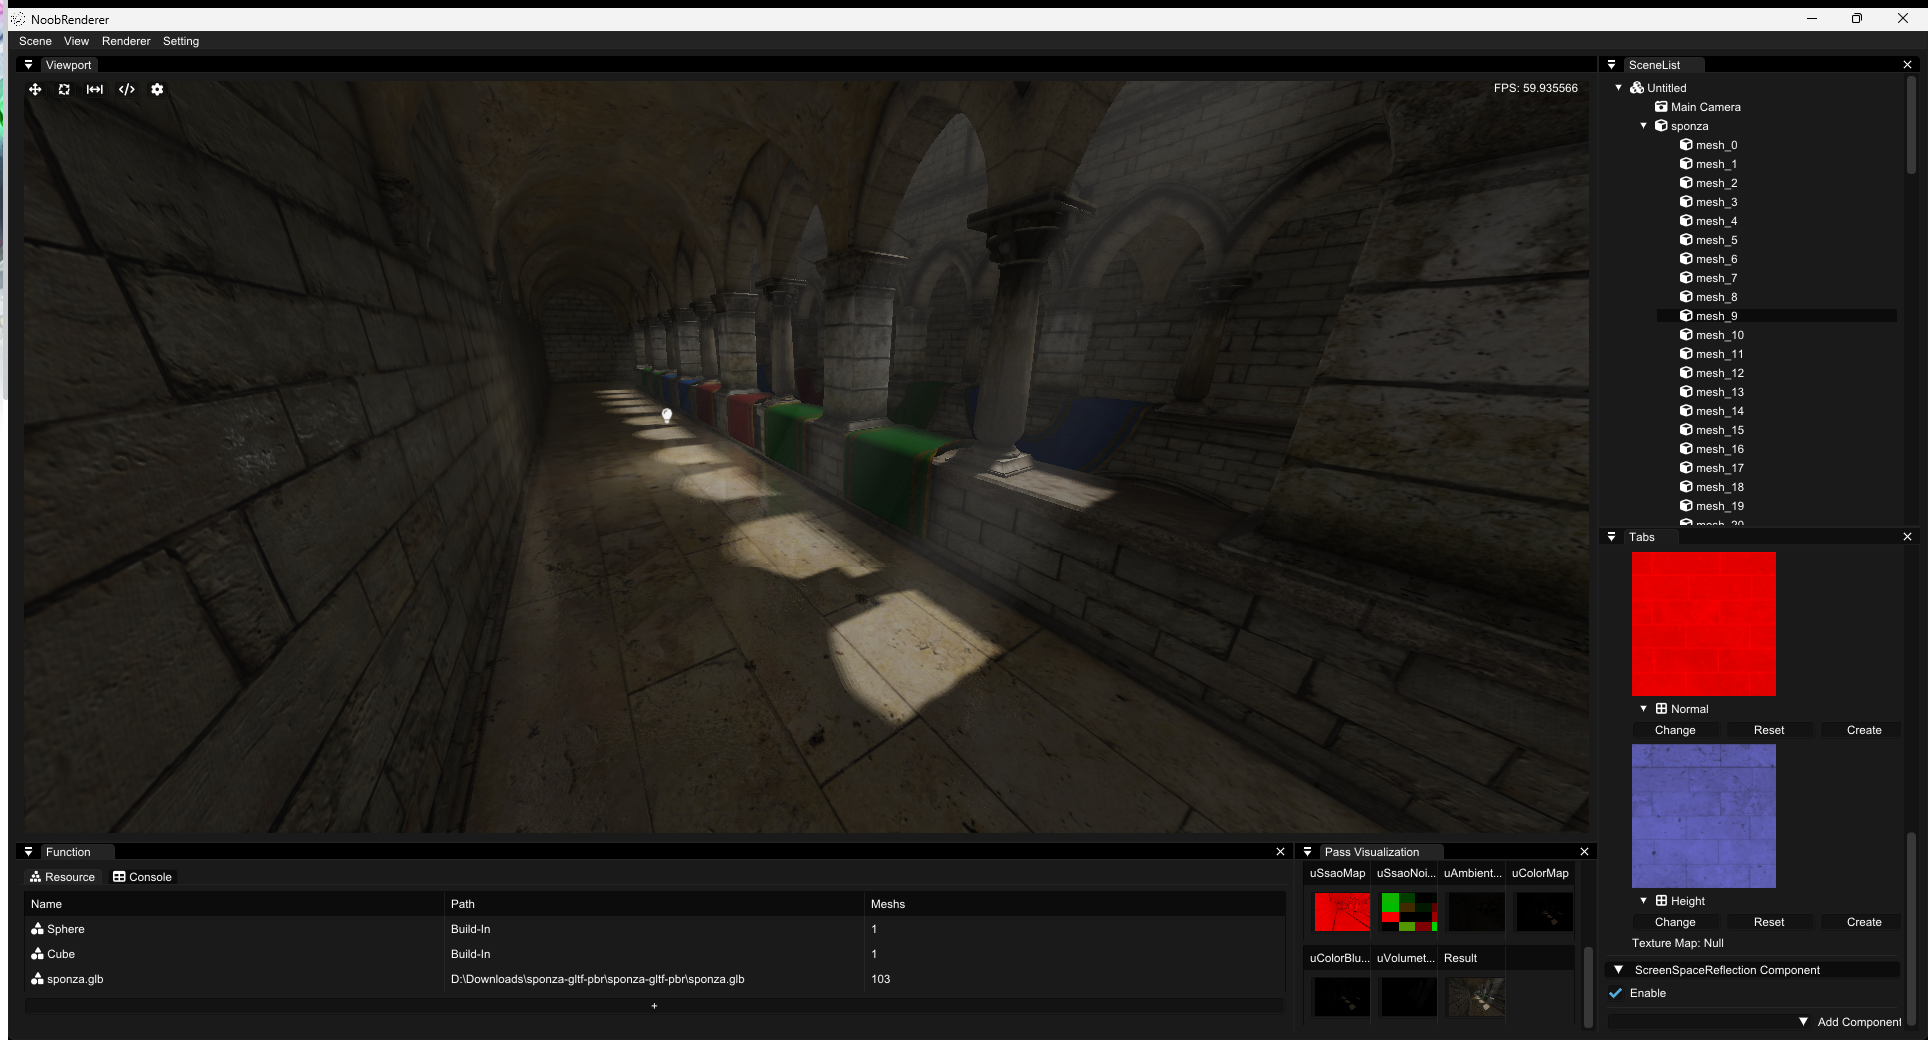 NoobRenderer
Scene View Renderer Setting
Viewport
FPS: 59.935566
SceneList
Untitled
Main Camera
sponza
mesh_0
mesh_1
mesh_2
mesh_3
mesh_4
mesh_5
mesh_6
mesh_7
mesh_8
mesh_9
mesh_10
mesh_11
mesh_12
mesh_13
mesh_14
mesh_15
mesh_16
mesh_17
mesh_18
mesh_19
mesh_20
Tabs
Normal
Change Reset Create
Height
Change Reset Create
Texture Map: Null
ScreenSpaceReflection Component
Enable
Add Component
Function
Resource Console
Name Path Meshs
Sphere Build-In 1
Cube Build-In 1
sponza.glb D:\Downloads\sponza-gltf-pbr\sponza-gltf-pbr\sponza.glb 103
+
Pass Visualization
uSsaoMap uSsaoNoi... uAmbient... uColorMap
uColorBlu... uVolumet... Result